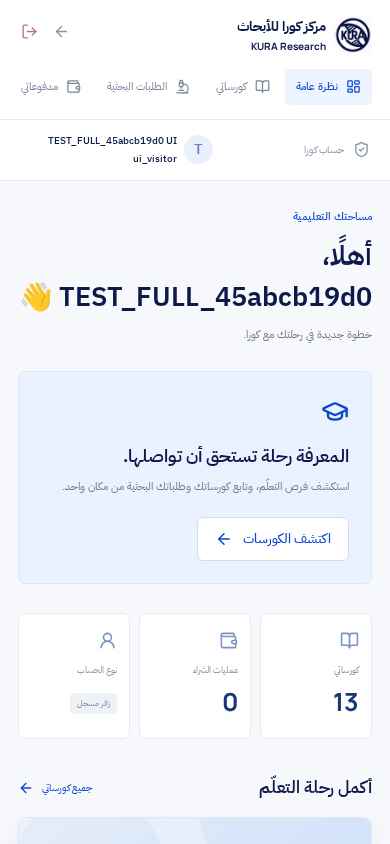 مركز كورا للأبحاث
KURA Research
نظرة عامة
كورساتي
الطلبات البحثية
مدفوعاتي
حساب كورا
T
TEST_FULL_45abcb19d0 UI
ui_visitor
مساحتك التعليمية
أهلًا،
TEST_FULL_45abcb19d0 👋
خطوة جديدة في رحلتك مع كورا.
المعرفة رحلة تستحق أن تواصلها.
استكشف فرص التعلّم، وتابع كورساتك وطلباتك البحثية من مكان واحد.
اكتشف الكورسات
كورساتي
13
عمليات الشراء
0
نوع الحساب
زائر مسجل
أكمل رحلة التعلّم
جميع كورساتي